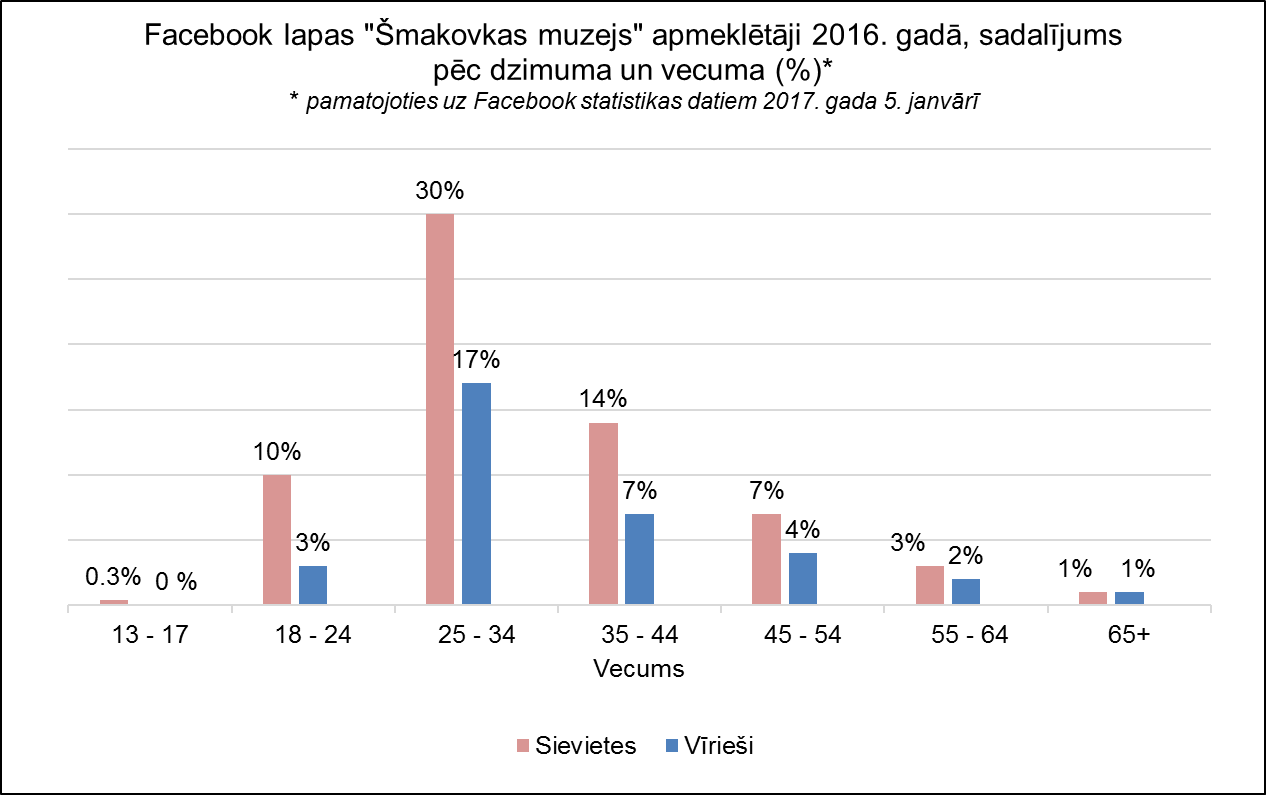 Facebook lapas "Šmakovkas muzejs" apmeklētāji 2016. gadā, sadalījums
pēc dzimuma un vecuma (%)*
* pamatojoties uz Facebook statistikas datiem 2017. gada 5. janvārī
30%
17%
14%
10%
7%
7%
4%
3%
3%
2%
1%
1%
0.3%
0 %
13 - 17
18 - 24
25 - 34
35 - 44
45 - 54
55 - 64
65+
Vecums
Sievietes
Vīrieši